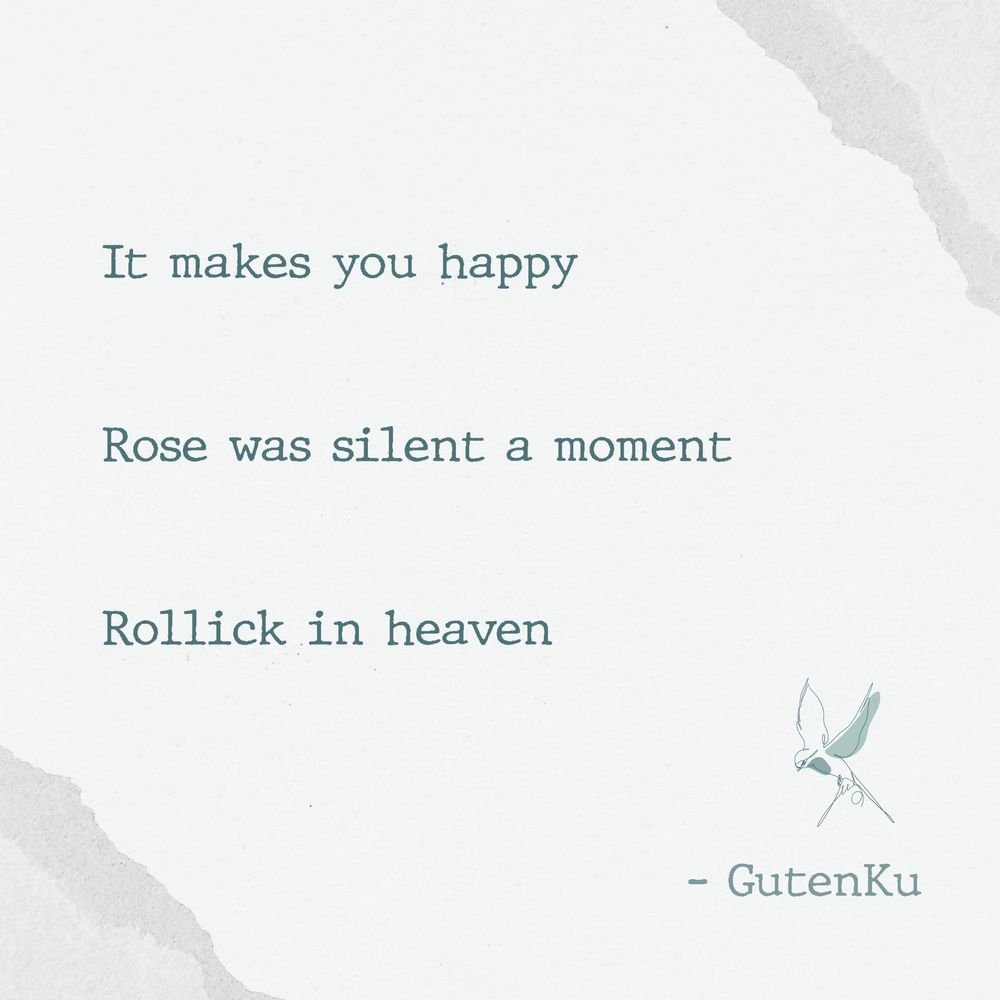 It makes you happy
Rose was silent a moment
Rollick in heaven
- GutenKu